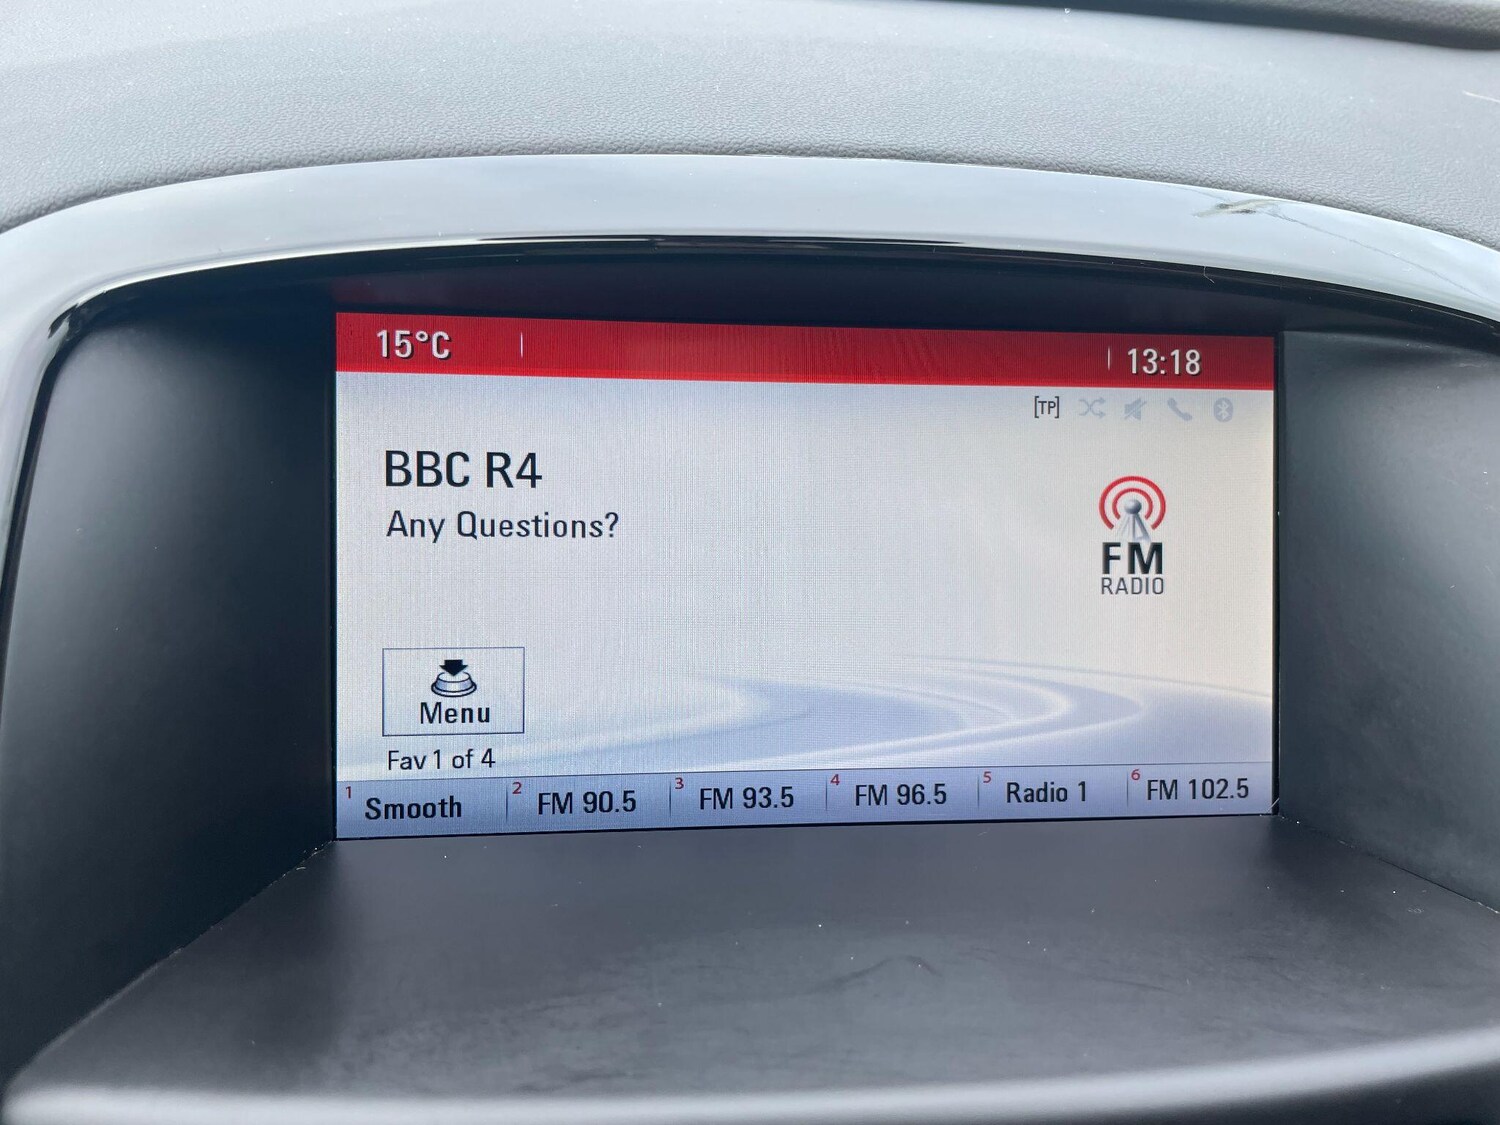 15°C 13:18
[TP]
BBC R4
Any Questions?
FM
RADIO
Menu
Fav 1 of 4
1 Smooth 2 FM 90.5 3 FM 93.5 4 FM 96.5 5 Radio 1 6 FM 102.5